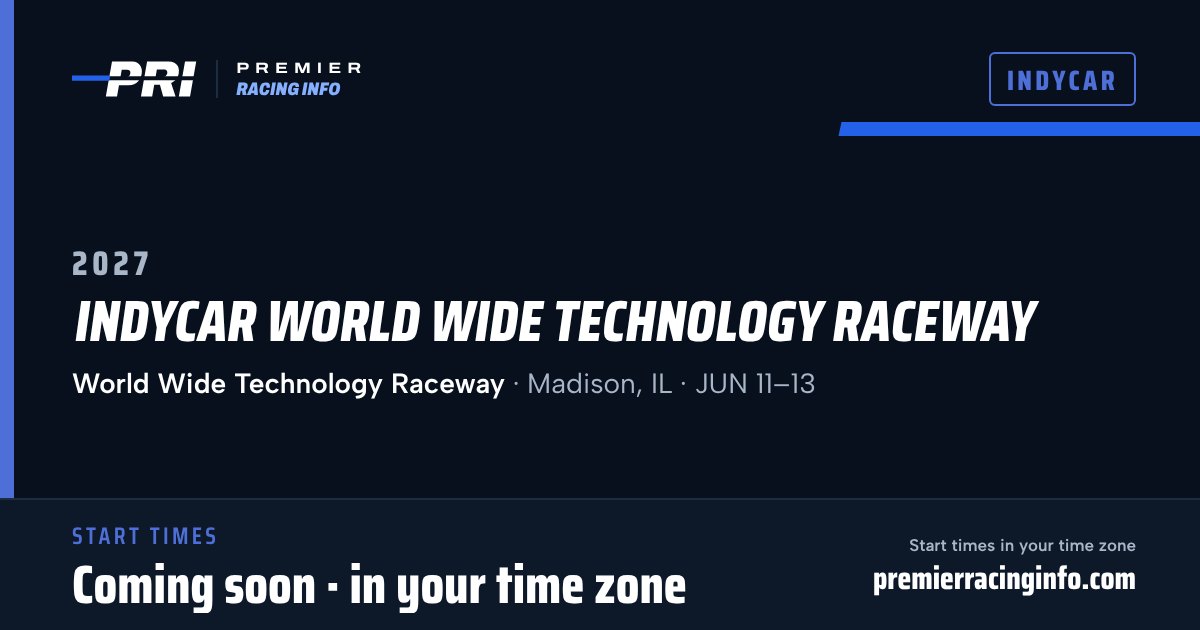 PRI
PREMIER
RACING INFO
INDYCAR
2027
INDYCAR WORLD WIDE TECHNOLOGY RACEWAY
World Wide Technology Raceway · Madison, IL · JUN 11–13
START TIMES
Coming soon · in your time zone
Start times in your time zone
premierracinginfo.com